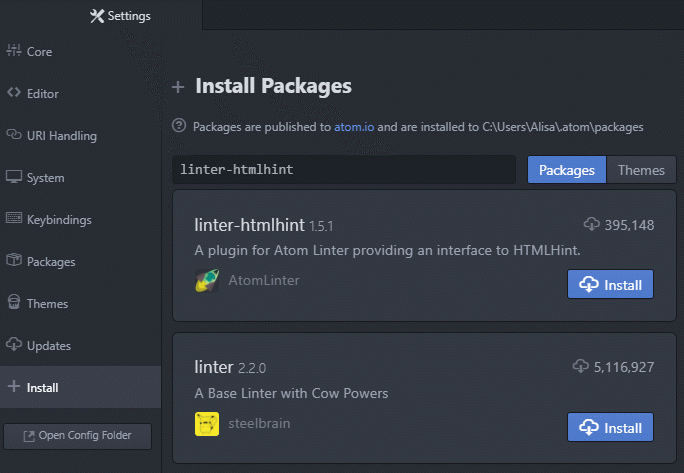 Settings
Core
Editor
URI Handling
System
Keybindings
Packages
Themes
Updates
Install
Open Config Folder
Install Packages
Packages are published to atom.io and are installed to C:\Users\Alisa\.atom\packages
linter-htmlhint
Packages Themes
linter-htmlhint 1.5.1 395,148
A plugin for Atom Linter providing an interface to HTMLHint.
AtomLinter Install
linter 2.2.0 5,116,927
A Base Linter with Cow Powers
steelbrain Install